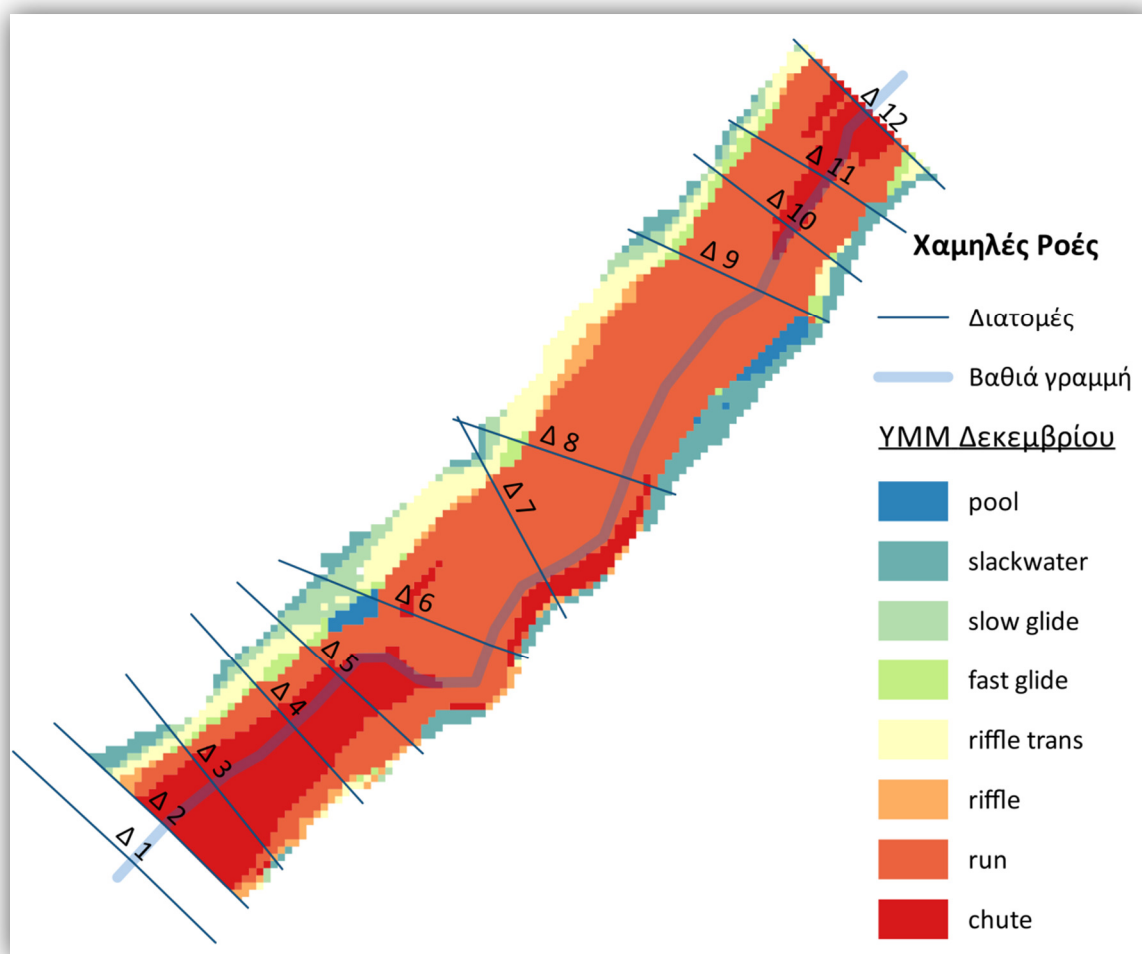 Δ 12
Δ 11
Δ 10
Δ 9
Δ 8
Δ 7
Δ 6
Δ 5
Δ 4
Δ 3
Δ 2
Δ 1
Χαμηλές Ροές
Διατομές
Βαθιά γραμμή
ΥΜΜ Δεκεμβρίου
pool
slackwater
slow glide
fast glide
riffle trans
riffle
run
chute